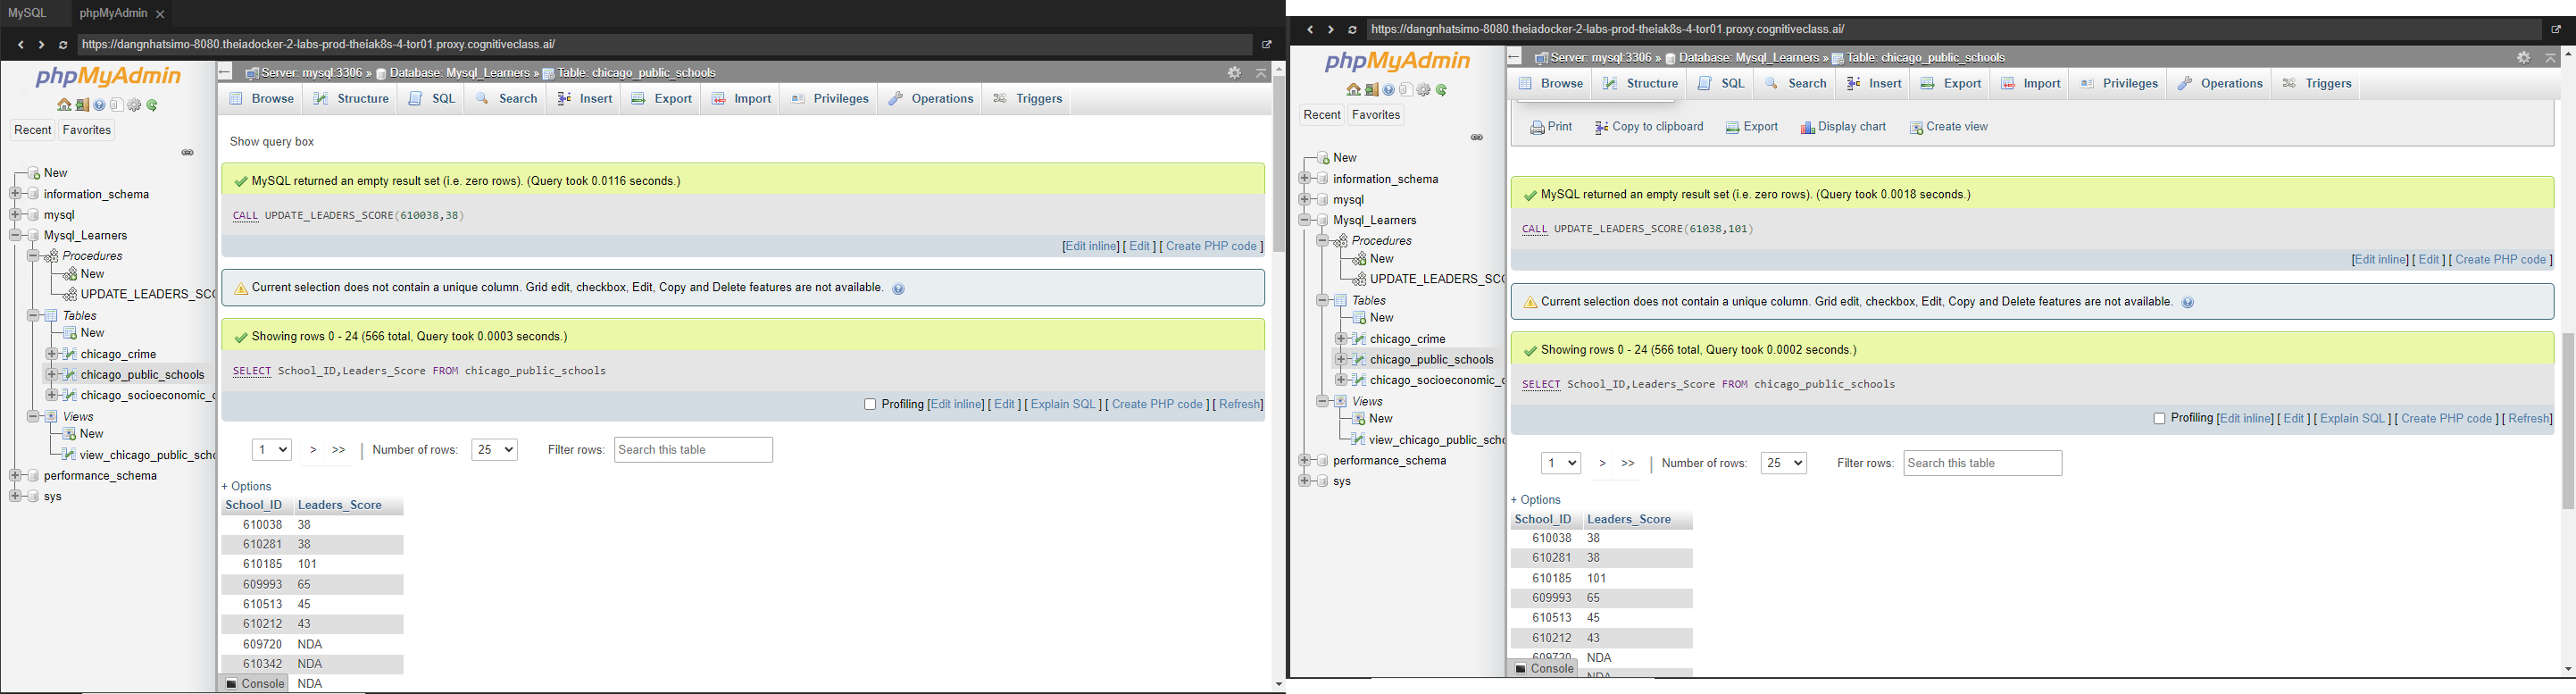 MySQL
phpMyAdmin
https://dangnhatsimo-8080.theiadocker-2-labs-prod-theiak8s-4-tor01.proxy.cognitiveclass.ai/
phpMyAdmin
Recent Favorites
New
information_schema
mysql
Mysql_Learners
Procedures
New
UPDATE_LEADERS_SCO
Tables
New
chicago_crime
chicago_public_schools
chicago_socioeconomic_d
Views
New
view_chicago_public_scho
performance_schema
sys
Server: mysql:3306 » Database: Mysql_Learners » Table: chicago_public_schools
Browse Structure SQL Search Insert Export Import Privileges Operations Triggers
Show query box
MySQL returned an empty result set (i.e. zero rows). (Query took 0.0116 seconds.)
CALL UPDATE_LEADERS_SCORE(610038,38)
[Edit inline] [ Edit ] [ Create PHP code ]
Current selection does not contain a unique column. Grid edit, checkbox, Edit, Copy and Delete features are not available.
Showing rows 0 - 24 (566 total, Query took 0.0003 seconds.)
SELECT School_ID,Leaders_Score FROM chicago_public_schools
Profiling [Edit inline] [ Edit ] [ Explain SQL ] [ Create PHP code ] [ Refresh]
1 > >> Number of rows: 25 Filter rows: Search this table
+ Options
School_ID Leaders_Score
610038 38
610281 38
610185 101
609993 65
610513 45
610212 43
609720 NDA
610342 NDA
Console NDA
https://dangnhatsimo-8080.theiadocker-2-labs-prod-theiak8s-4-tor01.proxy.cognitiveclass.ai/
phpMyAdmin
Recent Favorites
New
information_schema
mysql
Mysql_Learners
Procedures
New
UPDATE_LEADERS_SCO
Tables
New
chicago_crime
chicago_public_schools
chicago_socioeconomic_d
Views
New
view_chicago_public_scho
performance_schema
sys
Server: mysql:3306 » Database: Mysql_Learners » Table: chicago_public_schools
Browse Structure SQL Search Insert Export Import Privileges Operations Triggers
Print Copy to clipboard Export Display chart Create view
MySQL returned an empty result set (i.e. zero rows). (Query took 0.0018 seconds.)
CALL UPDATE_LEADERS_SCORE(61038,101)
[Edit inline] [ Edit ] [ Create PHP code ]
Current selection does not contain a unique column. Grid edit, checkbox, Edit, Copy and Delete features are not available.
Showing rows 0 - 24 (566 total, Query took 0.0002 seconds.)
SELECT School_ID,Leaders_Score FROM chicago_public_schools
Profiling [Edit inline] [ Edit ] [ Explain SQL ] [ Create PHP code ] [ Refresh]
1 > >> Number of rows: 25 Filter rows: Search this table
+ Options
School_ID Leaders_Score
610038 38
610281 38
610185 101
609993 65
610513 45
610212 43
609720 NDA
Console NDA